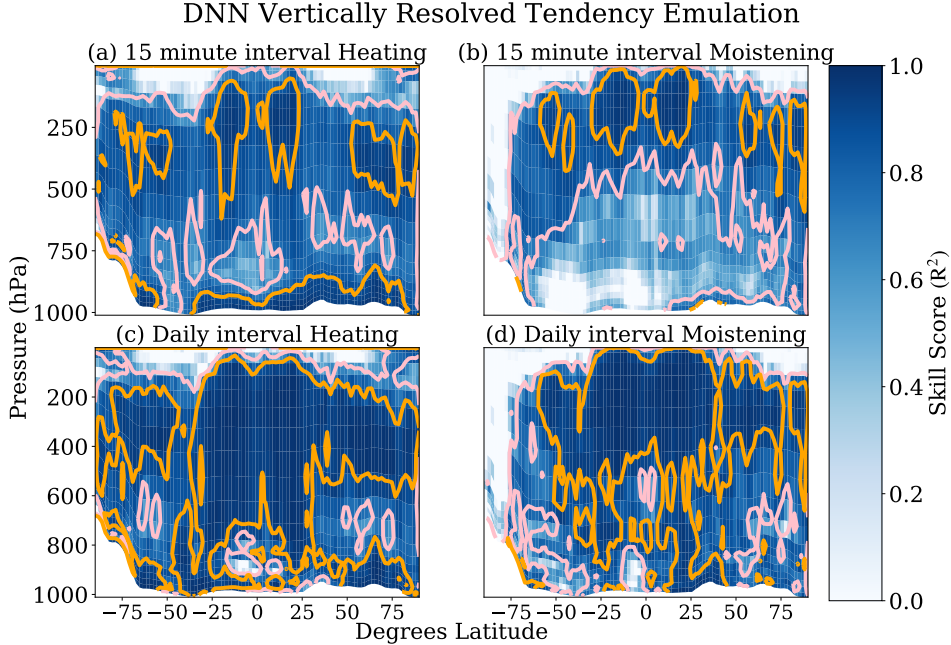 DNN Vertically Resolved Tendency Emulation
(a) 15 minute interval Heating
(b) 15 minute interval Moistening
250
500
750
1000
(c) Daily interval Heating
(d) Daily interval Moistening
200
400
600
800
1000
Pressure (hPa)
−75 −50 −25 0 25 50 75
−75 −50 −25 0 25 50 75
Degrees Latitude
1.0
0.8
0.6
0.4
0.2
0.0
Skill Score (R²)